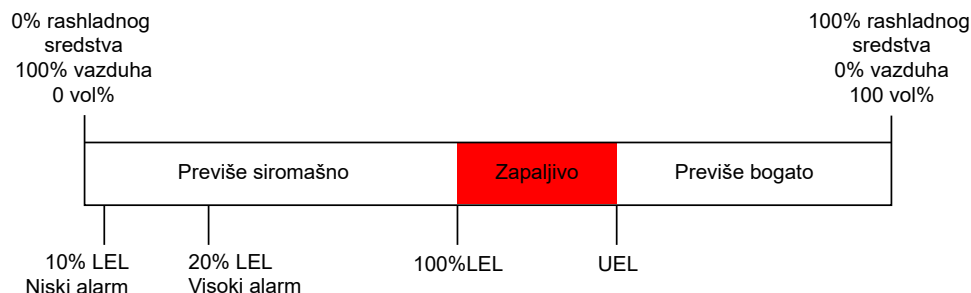 0% rashladnog
sredstva
100% vazduha
0 vol%
100% rashladnog
sredstva
0% vazduha
100 vol%
Previše siromašno
Zapaljivo
Previše bogato
10% LEL
Niski alarm
20% LEL
Visoki alarm
100%LEL
UEL